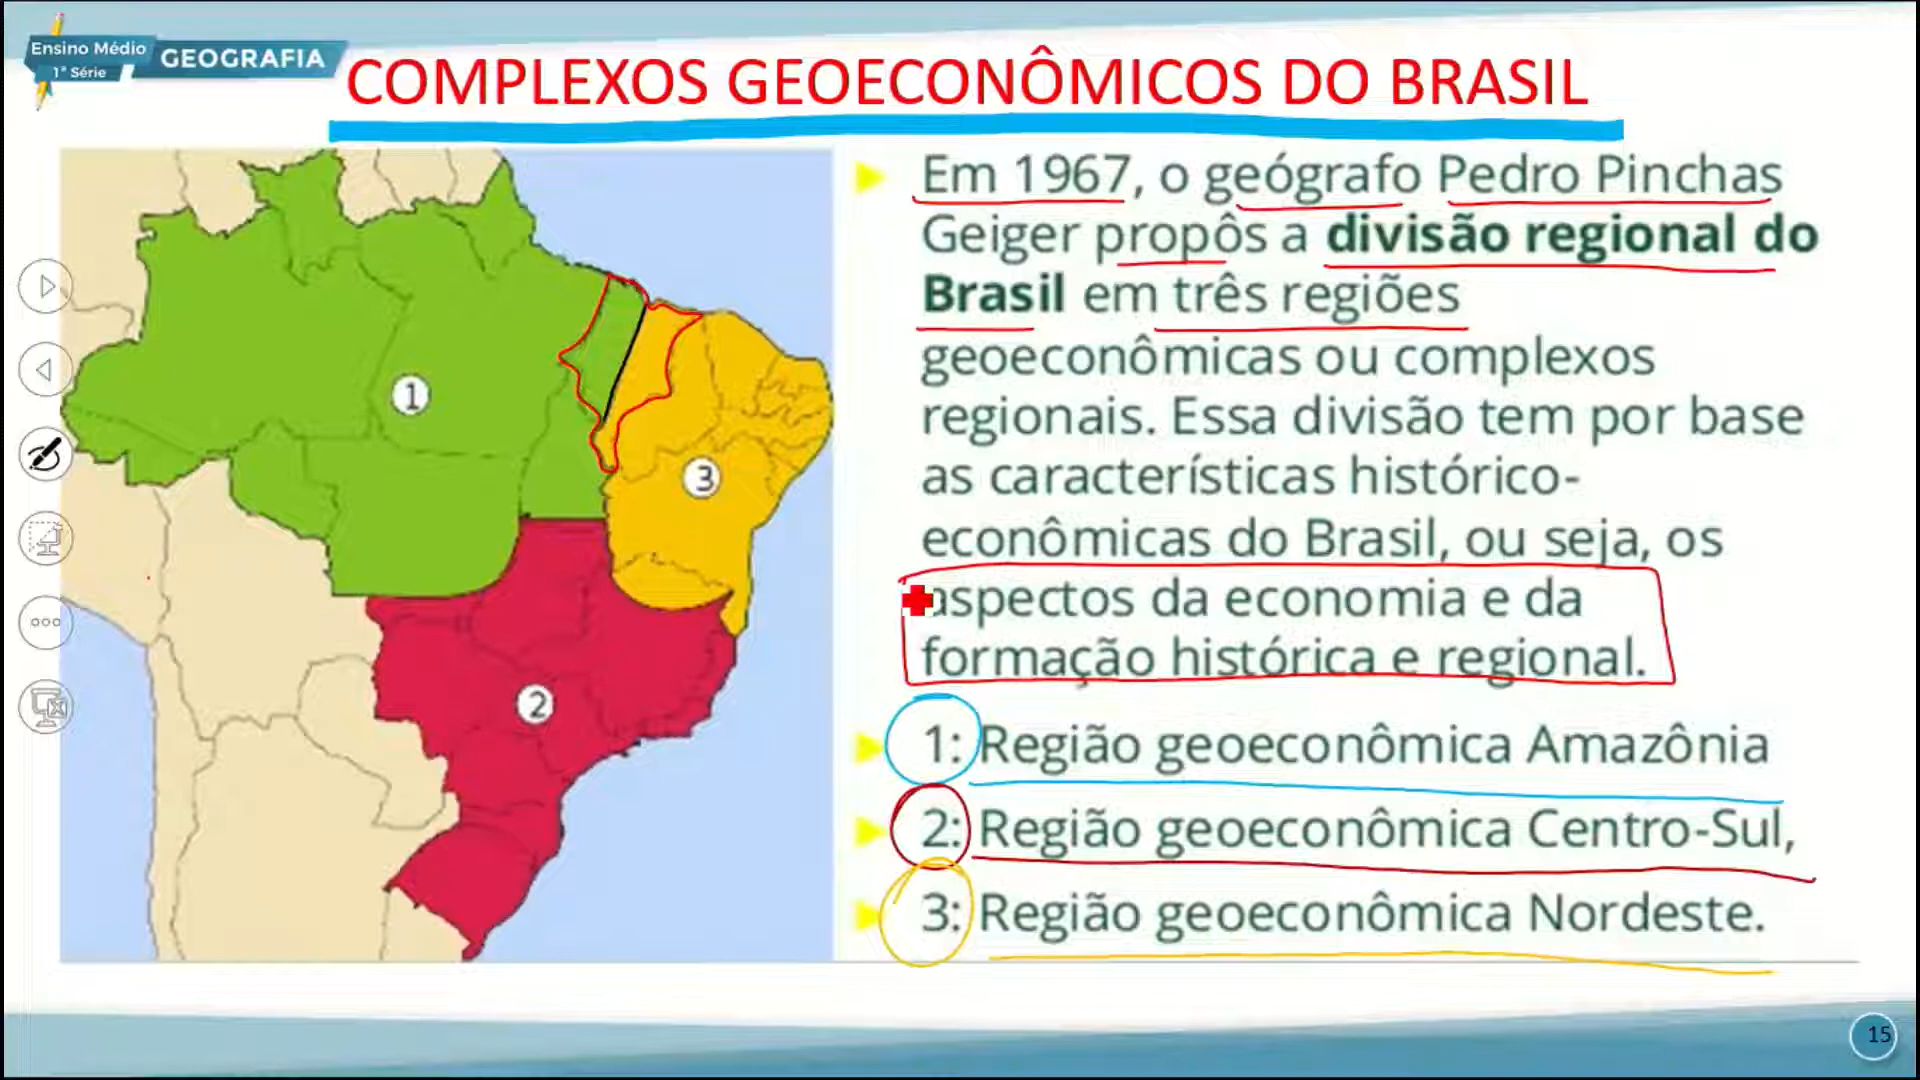 Ensino Médio
1ª Série
GEOGRAFIA
COMPLEXOS GEOECONÔMICOS DO BRASIL
Em 1967, o geógrafo Pedro Pinchas
Geiger propôs a divisão regional do
Brasil em três regiões
geoeconômicas ou complexos
regionais. Essa divisão tem por base
as características histórico-
econômicas do Brasil, ou seja, os
aspectos da economia e da
formação histórica e regional.
1: Região geoeconômica Amazônia
2: Região geoeconômica Centro-Sul,
3: Região geoeconômica Nordeste.
1
3
2
15